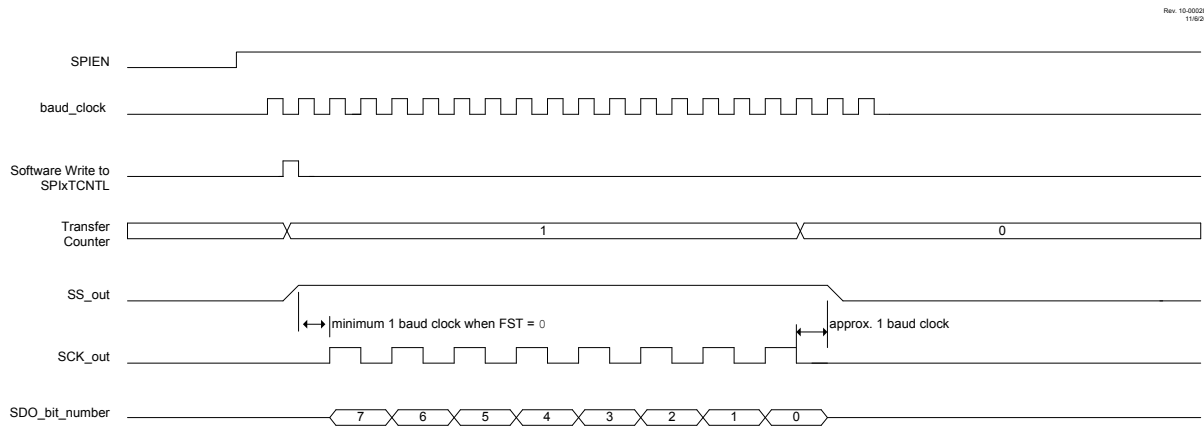 Rev. 10-00028
11/6/20
SPIEN
baud_clock
Software Write to
SPIxTCNTL
Transfer
Counter
1
0
SS_out
minimum 1 baud clock when FST = 0
approx. 1 baud clock
SCK_out
SDO_bit_number
7 6 5 4 3 2 1 0